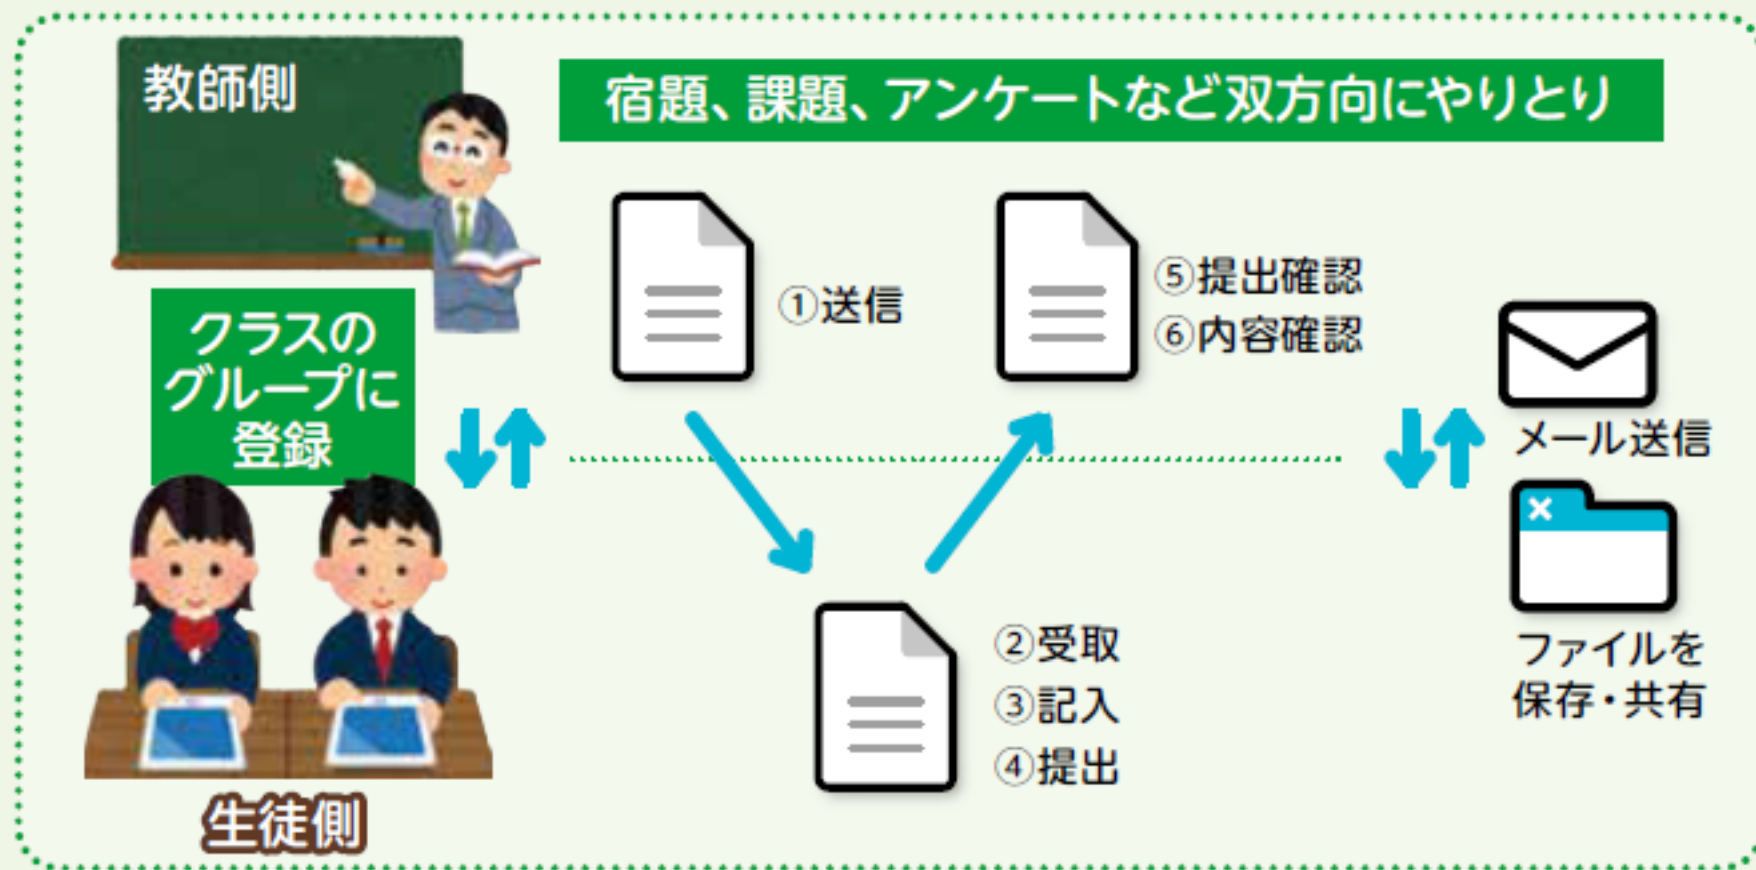 教師側
宿題、課題、アンケートなど双方向にやりとり
クラスの
グループに
登録
①送信
⑤提出確認
⑥内容確認
メール送信
②受取
③記入
④提出
ファイルを
保存・共有
生徒側